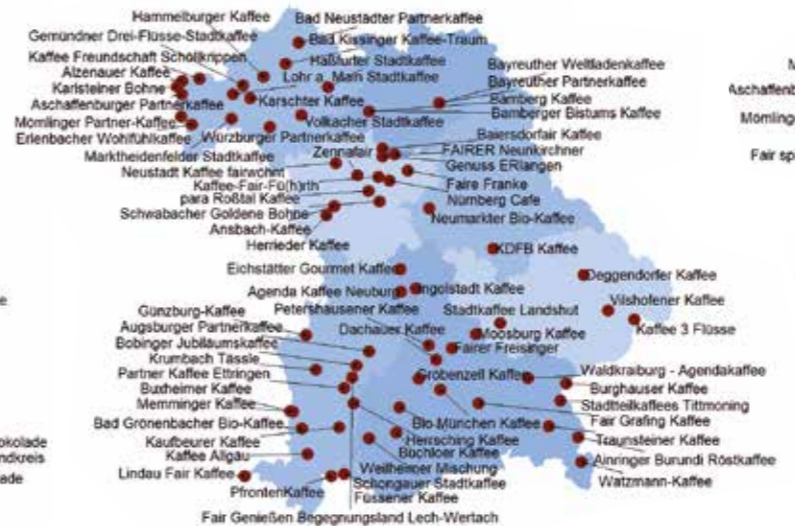 Hammelburger Kaffee
Bad Neustädter Partnerkaffee
Gemündner Drei-Flüsse-Stadtkaffee
Bad Kissinger Kaffee-Traum
Kaffee Freundschaft Schöllkrippen
Haßfurter Stadtkaffee
Bayreuther Weltladenkaffee
Alzenauer Kaffee
Lohr a. Main Stadtkaffee
Bayreuther Partnerkaffee
Karlsteiner Bohne
Karschter Kaffee
Bamberg Kaffee
Aschaffenburger Partnerkaffee
Bamberger Bistums Kaffee
Aschaffenb
Mömlinger Partner-Kaffee
Volkacher Stadtkaffee
Mömlinge
Erlenbacher Wohlfühlkaffee
Würzburger Partnerkaffee
Baiersdorfair Kaffee
Marktheidenfelder Stadtkaffee
Zennafair
FAIRER Neunkirchner
Fair sp
Neustadt Kaffee fairwohnt
Genuss ERlangen
Kaffee-Fair-Fü(h)rth
Faire Franke
para Roßtal Kaffee
Nürnberg Cafe
Schwabacher Goldene Bohne
Neumarkter Bio-Kaffee
Ansbach-Kaffee
Herrieder Kaffee
KDFB Kaffee
Eichstätter Gourmet Kaffee
Deggendorfer Kaffee
Agenda Kaffee Neuburg
Ingolstadt Kaffee
Vilshofener Kaffee
Petershausener Kaffee
Stadtkaffee Landshut
Günzburg-Kaffee
Kaffee 3 Flüsse
Augsburger Partnerkaffee
Dachauer Kaffee
Moosburg Kaffee
Bobinger Jubiläumskaffee
Fairer Freisinger
Krumbach Tässle
Partner Kaffee Ettringen
Gröbenzell Kaffee
Waldkraiburg - Agendakaffee
Buxheimer Kaffee
Burghauser Kaffee
Memminger Kaffee
Stadtteilkaffees Tittmoning
Bad Grönenbacher Bio-Kaffee
Bio München Kaffee
Fair Grafing Kaffee
Kaufbeurer Kaffee
Herrsching Kaffee
Traunsteiner Kaffee
Kaffee Allgäu
Buchloer Kaffee
Ainringer Burundi Röstkaffee
Lindau Fair Kaffee
Weilheimer Mischung
Watzmann-Kaffee
PfrontenKaffee
Schongauer Stadtkaffee
Füssener Kaffee
Fair Genießen Begegnungsland Lech-Wertach
okolade
ndkreis
ade